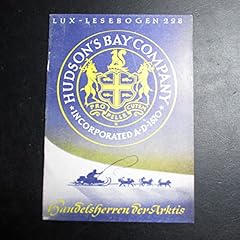 LUX-LESEBOGEN 228
HUDSON'S BAY COMPANY
PRO
PELLE
CUTEM
INCORPORATED A·D·1670
Handelsherren der Arktis